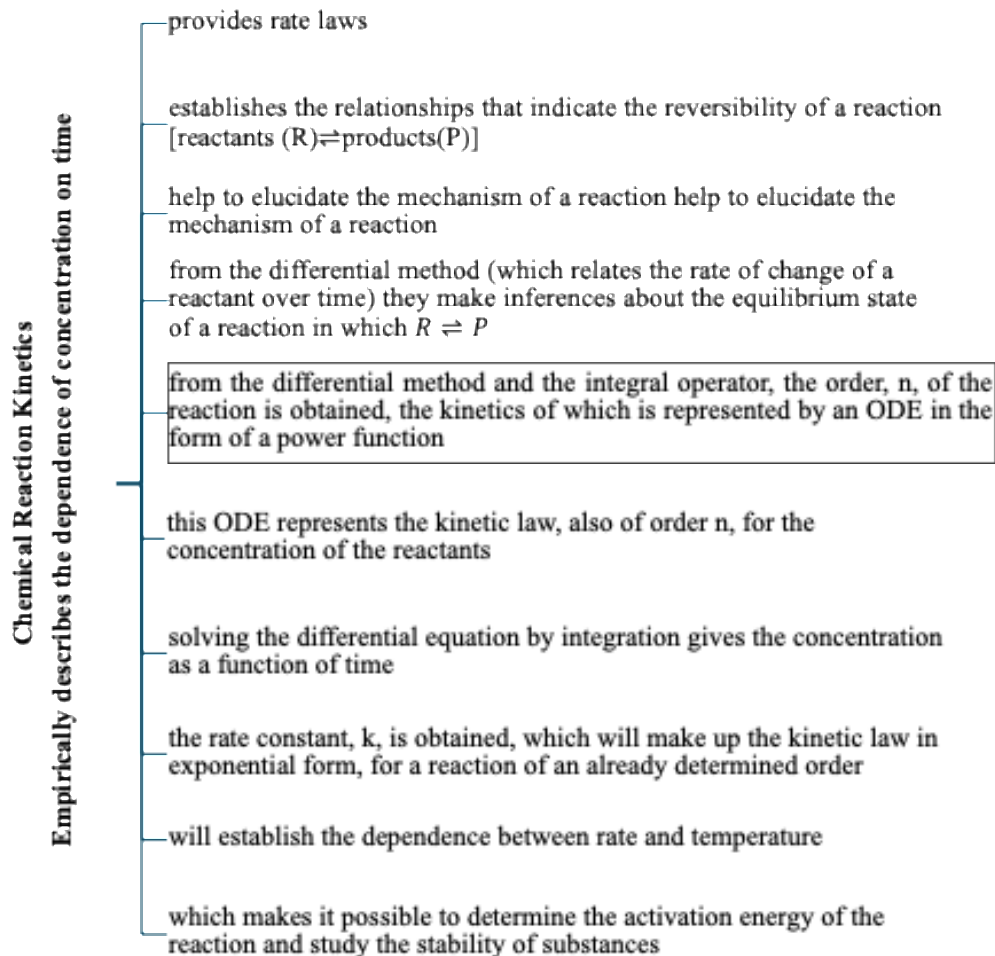 Chemical Reaction Kinetics
Empirically describes the dependence of concentration on time
provides rate laws
establishes the relationships that indicate the reversibility of a reaction
[reactants (R)⇌products(P)]
help to elucidate the mechanism of a reaction help to elucidate the
mechanism of a reaction
from the differential method (which relates the rate of change of a
reactant over time) they make inferences about the equilibrium state
of a reaction in which R ⇌ P
from the differential method and the integral operator, the order, n, of the
reaction is obtained, the kinetics of which is represented by an ODE in the
form of a power function
this ODE represents the kinetic law, also of order n, for the
concentration of the reactants
solving the differential equation by integration gives the concentration
as a function of time
the rate constant, k, is obtained, which will make up the kinetic law in
exponential form, for a reaction of an already determined order
will establish the dependence between rate and temperature
which makes it possible to determine the activation energy of the
reaction and study the stability of substances